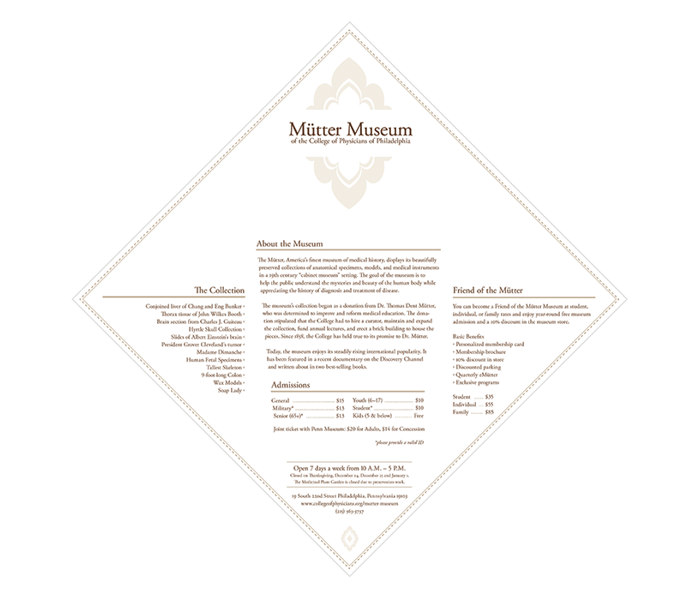 Mütter Museum
of the College of Physicians of Philadelphia
About the Museum
The Mütter, America's finest museum of medical history, displays its beautifully
preserved collections of anatomical specimens, models, and medical instruments
in a 19th century "cabinet museum" setting. The goal of the museum is to
help the public understand the mysteries and beauty of the human body while
appreciating the history of diagnosis and treatment of disease.
The museum's collection began as a donation from Dr. Thomas Dent Mütter,
who was determined to improve and reform medical education. The dona-
tion stipulated that the College had to hire a curator, maintain and expand
the collection, fund annual lectures, and erect a brick building to house the
pieces. Since 1858, the College has held true to its promise to Dr. Mütter.
Today, the museum enjoys its steadily rising international popularity. It
has been featured in a recent documentary on the Discovery Channel
and written about in two best-selling books.
The Collection
Conjoined liver of Chang and Eng Bunker •
Thorax tissue of John Wilkes Booth •
Brain section from Charles J. Guiteau •
Hyrtle Skull Collection •
Slides of Albert Einstein's brain •
President Grover Cleveland's tumor •
Madame Dimanche •
Human Fetal Specimens •
Tallest Skeleton •
9-foot long Colon •
Wax Models •
Soap Lady •
Friend of the Mütter
You can become a Friend of the Mütter Museum at student,
individual, or family rates and enjoy year-round free museum
admission and a 10% discount in the museum store.
Basic Benefits
• Personalized membership card
• Membership brochure
• 10% discount in store
• Discounted parking
• Quarterly eMütter
• Exclusive programs
Student ..... $35
Individual ... $55
Family ..... $85
Admissions
General .................... $15 Youth (6–17) ............ $10
Military* .................. $13 Student* .................. $10
Senior (65+)* ............ $13 Kids (5 & below) ...... Free
Joint ticket with Penn Museum: $20 for Adults, $16 for Concession
*please provide a valid ID
Open 7 days a week from 10 A.M. – 5 P.M.
Closed on Thanksgiving, December 24, December 25 and January 1.
The Medicinal Plant Garden is closed due to preservation work.
19 South 22nd Street Philadelphia, Pennsylvania 19103
www.collegeofphysicians.org/mutter-museum
(215) 563-3737